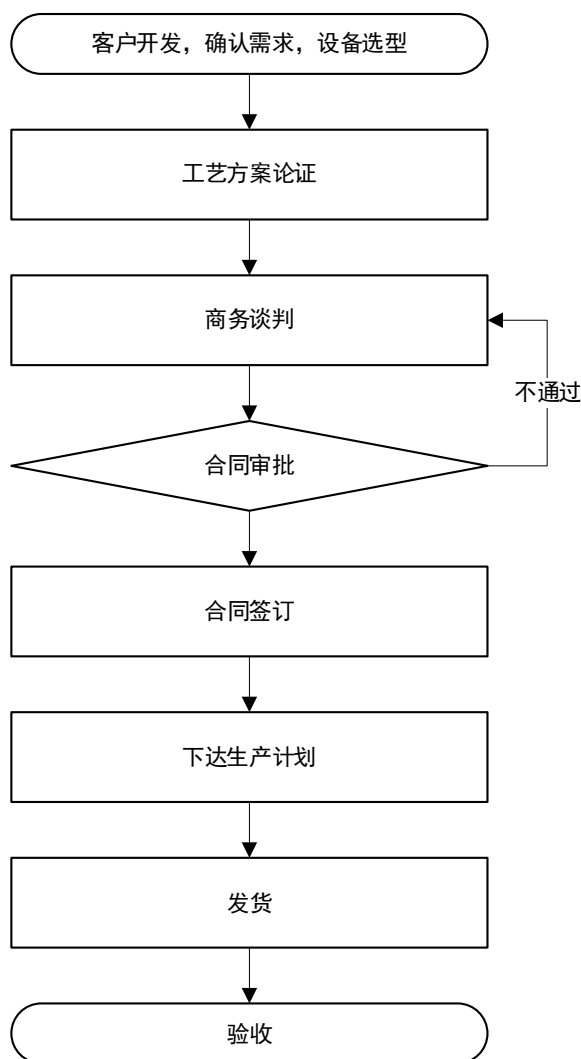 客户开发，确认需求，设备选型
工艺方案论证
商务谈判
不通过
合同审批
合同签订
下达生产计划
发货
验收